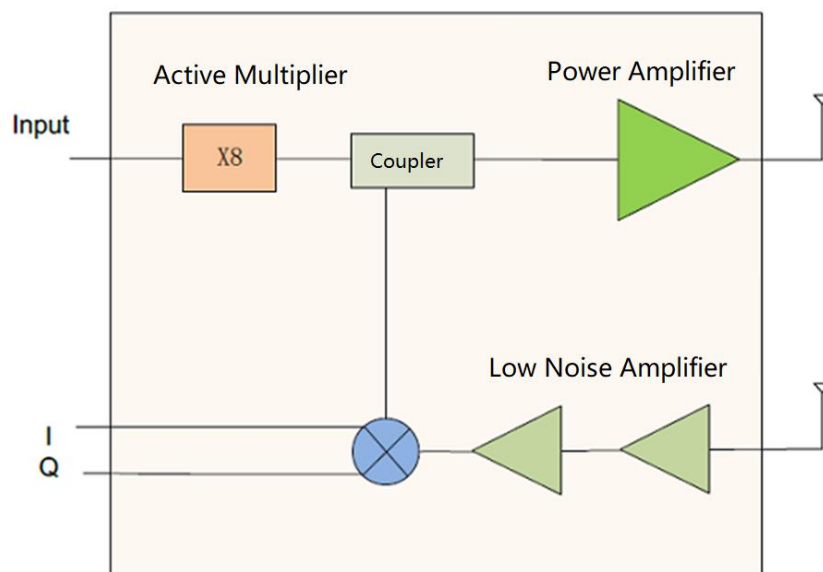 Active Multiplier
Power Amplifier
Input
X8
Coupler
Low Noise Amplifier
I
Q